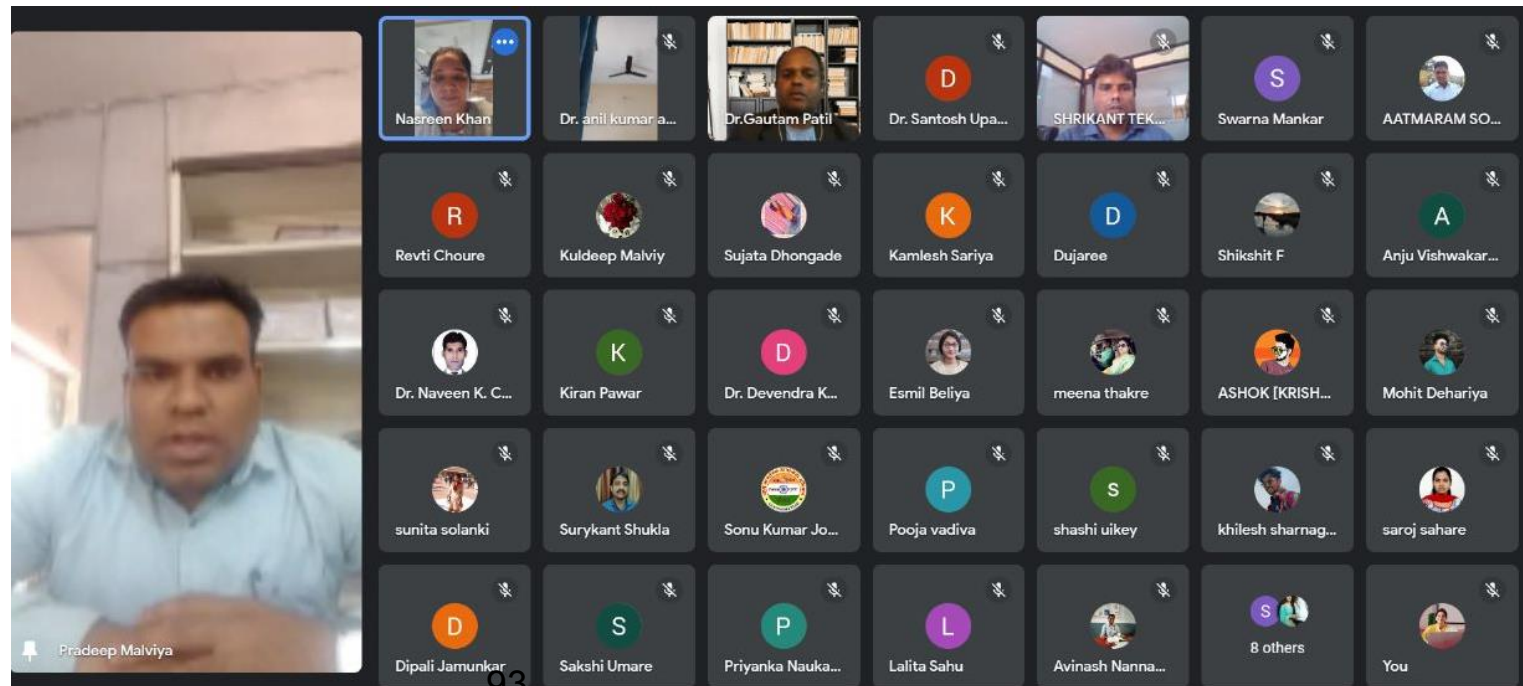 Nasreen Khan
Dr. anil kumar a...
Dr.Gautam Patil
D
Dr. Santosh Upa...
SHRIKANT TEK...
S
Swarna Mankar
AATMARAM SO...
R
Revti Choure
Kuldeep Malviy
Sujata Dhongade
K
Kamlesh Sariya
D
Dujaree
Shikshit F
A
Anju Vishwakar...
Dr. Naveen K. C...
K
Kiran Pawar
D
Dr. Devendra K...
Esmil Beliya
meena thakre
ASHOK [KRISH...
Mohit Dehariya
sunita solanki
Surykant Shukla
Sonu Kumar Jo...
P
Pooja vadiva
s
shashi uikey
khilesh sharnag...
saroj sahare
Pradeep Malviya
D
Dipali Jamunkar
S
Sakshi Umare
P
Priyanka Nauka...
L
Lalita Sahu
Avinash Nanna...
S
8 others
You
93